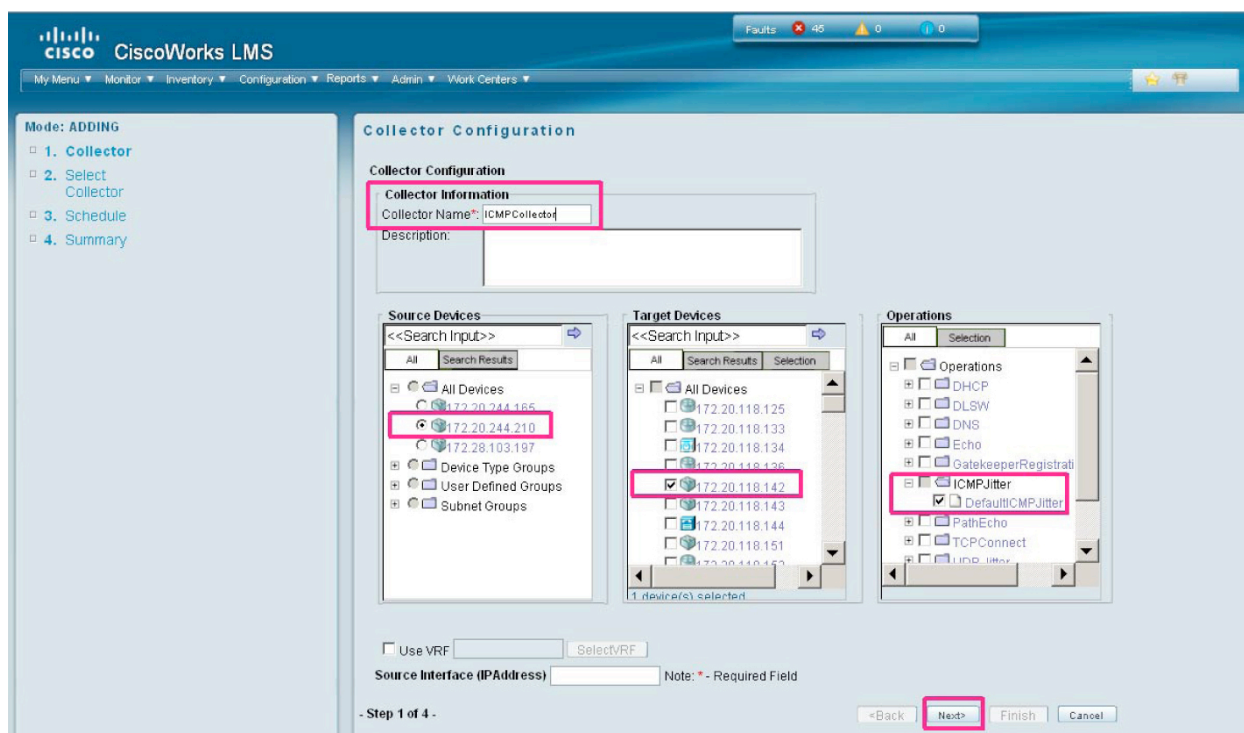 Faults 45 0 0
CISCO CiscoWorks LMS
My Menu Monitor Inventory Configuration Reports Admin Work Centers
Mode: ADDING
1. Collector
2. Select
Collector
3. Schedule
4. Summary
Collector Configuration
Collector Configuration
Collector Information
Collector Name*: ICMPCollector
Description:
Source Devices
<<Search Input>>
All Search Results
All Devices
172.20.244.165
172.20.244.210
172.28.103.197
Device Type Groups
User Defined Groups
Subnet Groups
Target Devices
<<Search Input>>
All Search Results Selection
All Devices
172.20.118.125
172.20.118.133
172.20.118.134
172.20.118.136
172.20.118.142
172.20.118.143
172.20.118.144
172.20.118.151
1 device(s) selected
Operations
All Selection
Operations
DHCP
DLSW
DNS
Echo
GatekeeperRegistrati
ICMPJitter
DefaultICMPJitter
PathEcho
TCPConnect
Use VRF SelectVRF
Source Interface (IPAddress) Note: * - Required Field
- Step 1 of 4 -
<Back Next> Finish Cancel